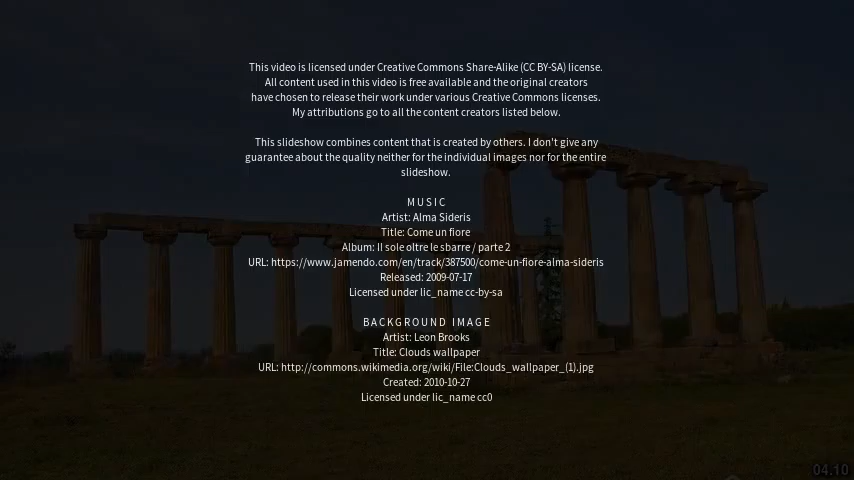 This video is licensed under Creative Commons Share-Alike (CC BY-SA) license.
All content used in this video is free available and the original creators
have chosen to release their work under various Creative Commons licenses.
My attributions go to all the content creators listed below.
This slideshow combines content that is created by others. I don't give any
guarantee about the quality neither for the individual images nor for the entire
slideshow.
MUSIC
Artist: Alma Sideris
Title: Come un fiore
Album: Il sole oltre le sbarre / parte 2
URL: https://www.jamendo.com/en/track/387500/come-un-fiore-alma-sideris
Released: 2009-07-17
Licensed under lic_name cc-by-sa
BACKGROUND IMAGE
Artist: Leon Brooks
Title: Clouds wallpaper
URL: http://commons.wikimedia.org/wiki/File:Clouds_wallpaper_(1).jpg
Created: 2010-10-27
Licensed under lic_name cc0
04.10